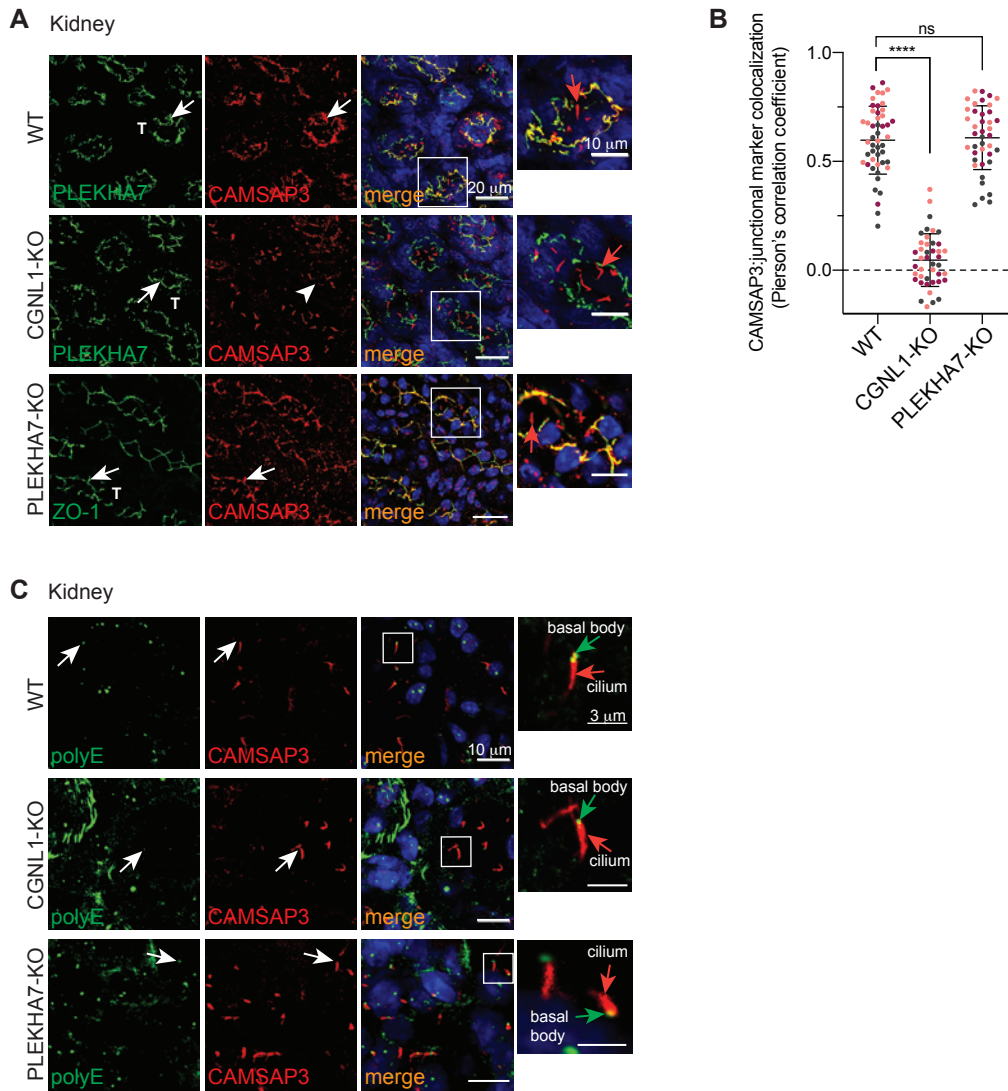 A Kidney
WT
PLEKHA7
T
CAMSAP3
merge
20 µm
10 µm
CGNL1-KO
PLEKHA7
T
CAMSAP3
merge
PLEKHA7-KO
ZO-1
T
CAMSAP3
merge
B
CAMSAP3:junctional marker colocalization
(Pierson's correlation coefficient)
ns
****
1.0
0.5
0.0
WT
CGNL1-KO
PLEKHA7-KO
C Kidney
WT
polyE
CAMSAP3
merge
10 µm
basal body
cilium
3 µm
CGNL1-KO
polyE
CAMSAP3
merge
basal body
cilium
PLEKHA7-KO
polyE
CAMSAP3
merge
cilium
basal
body